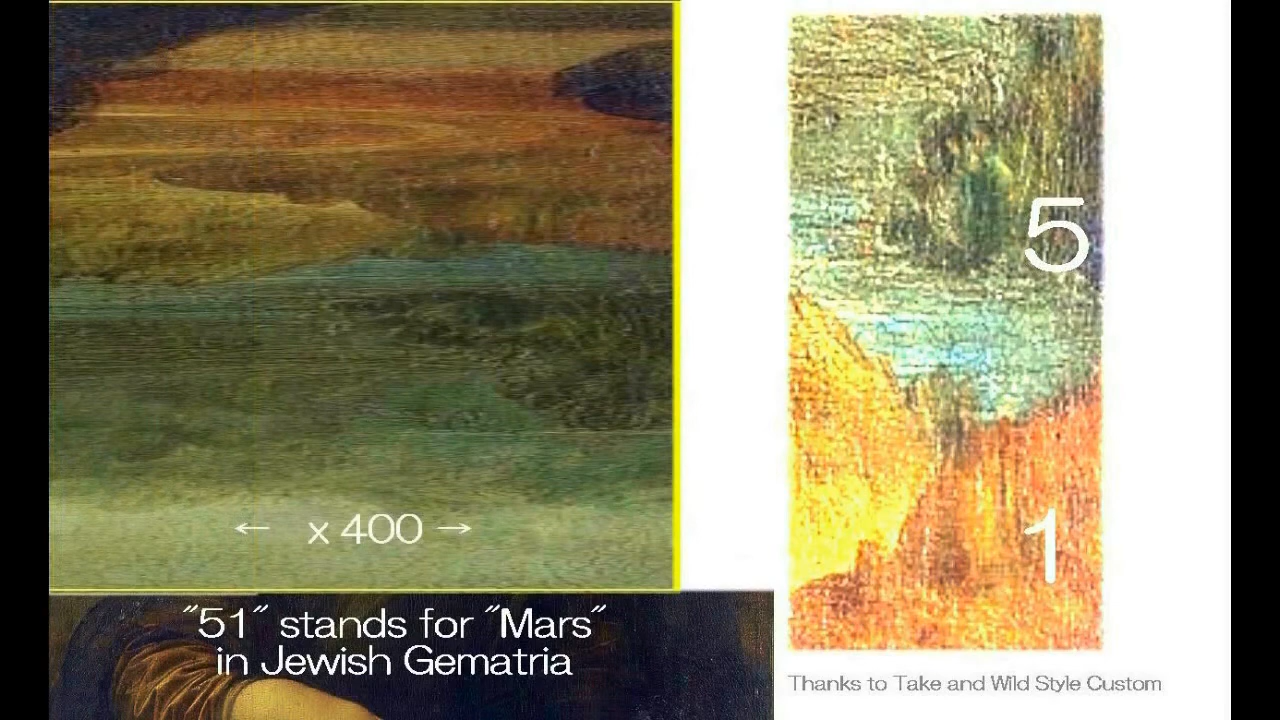 5
← x 400 →
1
"51" stands for "Mars"
in Jewish Gematria
Thanks to Take and Wild Style Custom